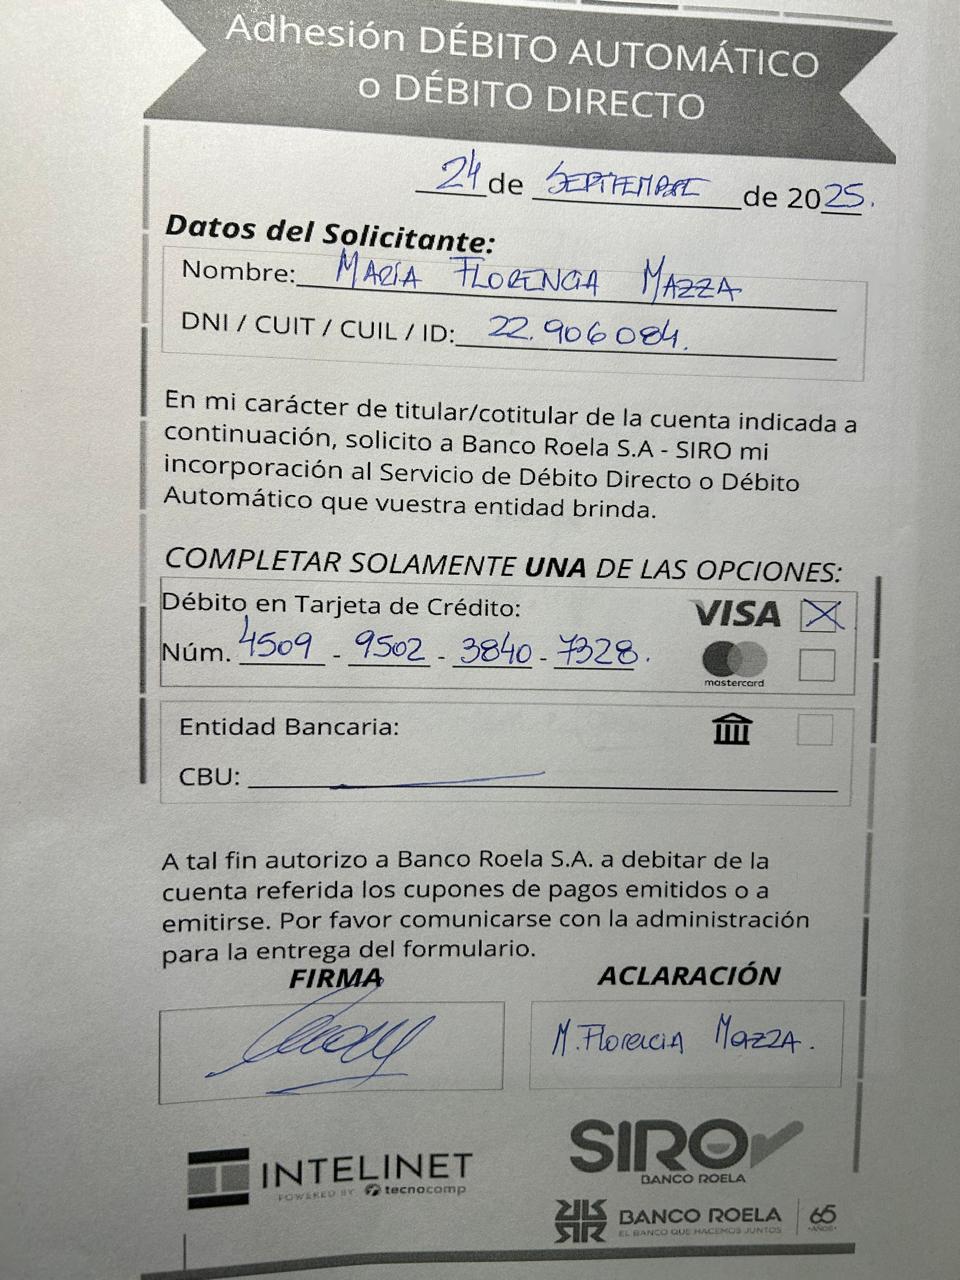 Adhesión DÉBITO AUTOMÁTICO
o DÉBITO DIRECTO
24 de SEPTIEMBRE de 2025.
Datos del Solicitante:
Nombre: MARÍA FLORENCIA MAZZA
DNI / CUIT / CUIL / ID: 22.906084.
En mi carácter de titular/cotitular de la cuenta indicada a
continuación, solicito a Banco Roela S.A - SIRO mi
incorporación al Servicio de Débito Directo o Débito
Automático que vuestra entidad brinda.
COMPLETAR SOLAMENTE UNA DE LAS OPCIONES:
Débito en Tarjeta de Crédito: VISA X
Núm. 4509 - 9502 - 3840 - 7328.
mastercard
Entidad Bancaria:
CBU:
A tal fin autorizo a Banco Roela S.A. a debitar de la
cuenta referida los cupones de pagos emitidos o a
emitirse. Por favor comunicarse con la administración
para la entrega del formulario.
FIRMA ACLARACIÓN
M. Florencia Mazza.
INTELINET
POWERED BY tecnocomp
SIRO
BANCO ROELA
BANCO ROELA 65
EL BANCO QUE HACEMOS JUNTOS AÑOS